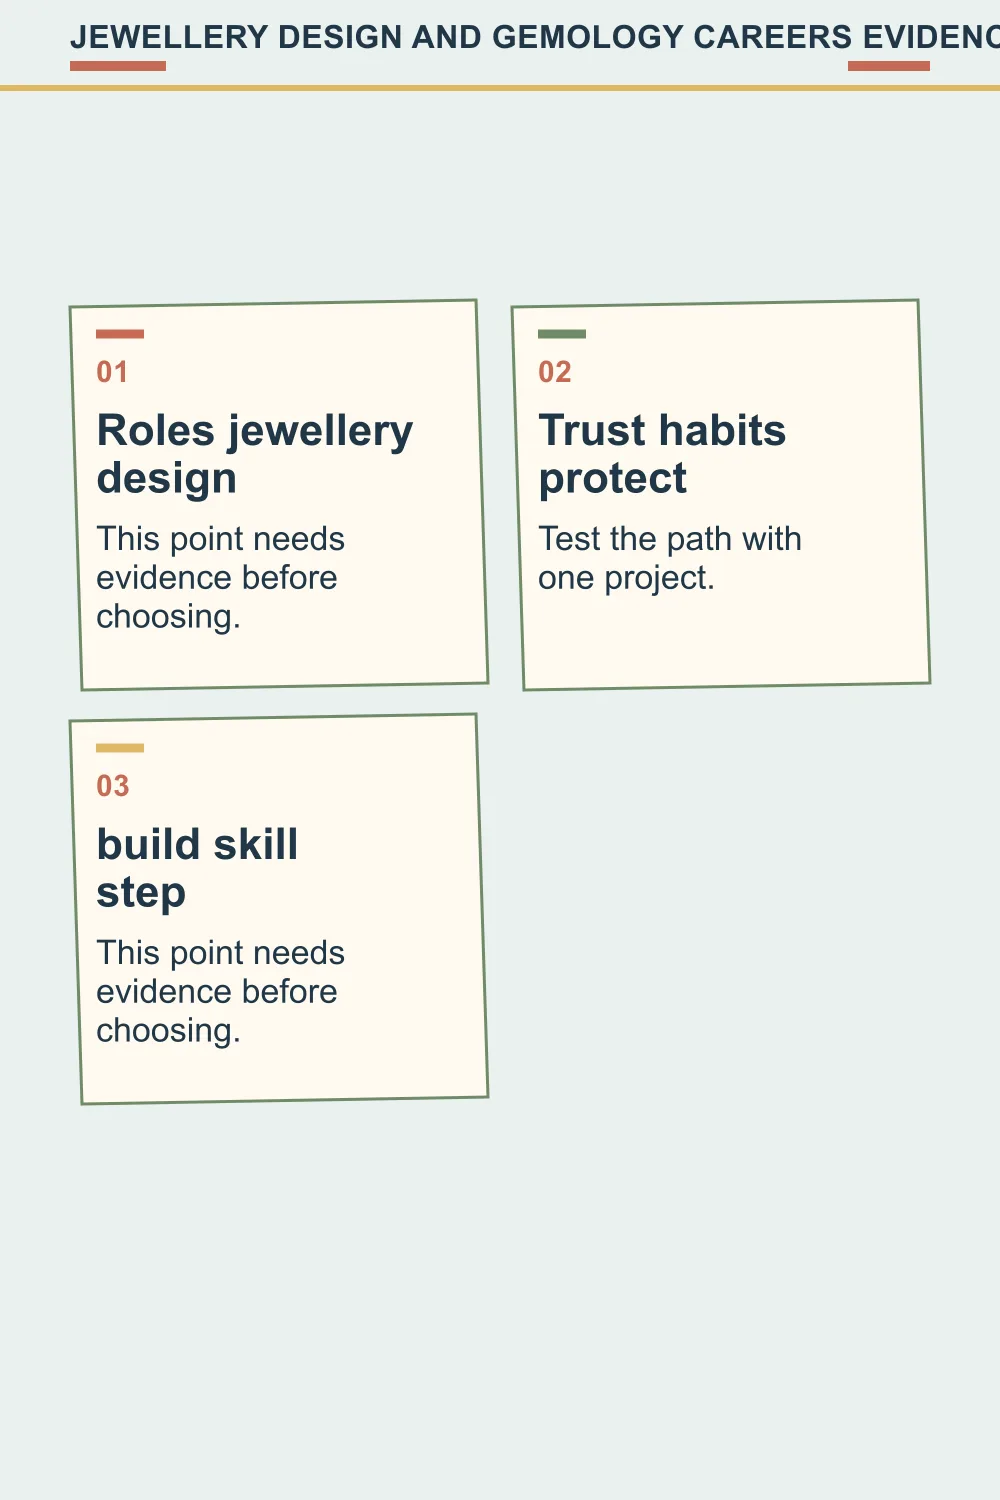 JEWELLERY DESIGN AND GEMOLOGY CAREERS
01
Roles jewellery
design
This point needs
evidence before
choosing.
02
Trust habits
protect
Test the path with
one project.
03
build skill
step
This point needs
evidence before
choosing.